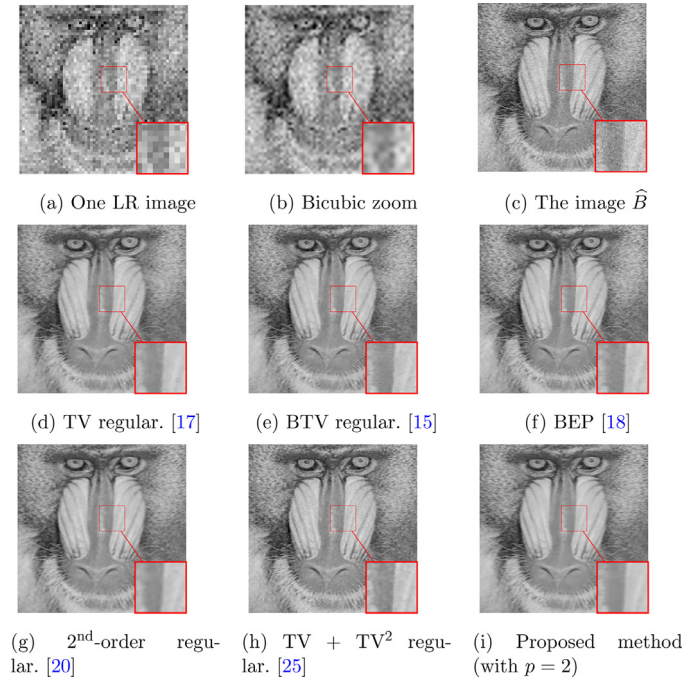 (a) One LR image
(b) Bicubic zoom
(c) The image B̂
(d) TV regular. [17]
(e) BTV regular. [15]
(f) BEP [18]
(g) 2ⁿᵈ-order regu-
lar. [20]
(h) TV + TV² regu-
lar. [25]
(i) Proposed method
(with p = 2)